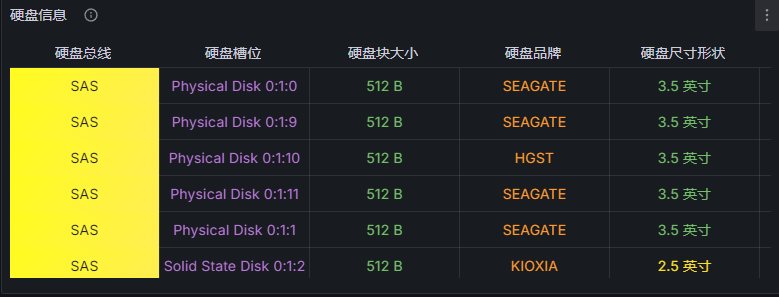 硬盘信息
硬盘总线 硬盘槽位 硬盘块大小 硬盘品牌 硬盘尺寸形状
SAS Physical Disk 0:1:0 512 B SEAGATE 3.5 英寸
SAS Physical Disk 0:1:9 512 B SEAGATE 3.5 英寸
SAS Physical Disk 0:1:10 512 B HGST 3.5 英寸
SAS Physical Disk 0:1:11 512 B SEAGATE 3.5 英寸
SAS Physical Disk 0:1:1 512 B SEAGATE 3.5 英寸
SAS Solid State Disk 0:1:2 512 B KIOXIA 2.5 英寸